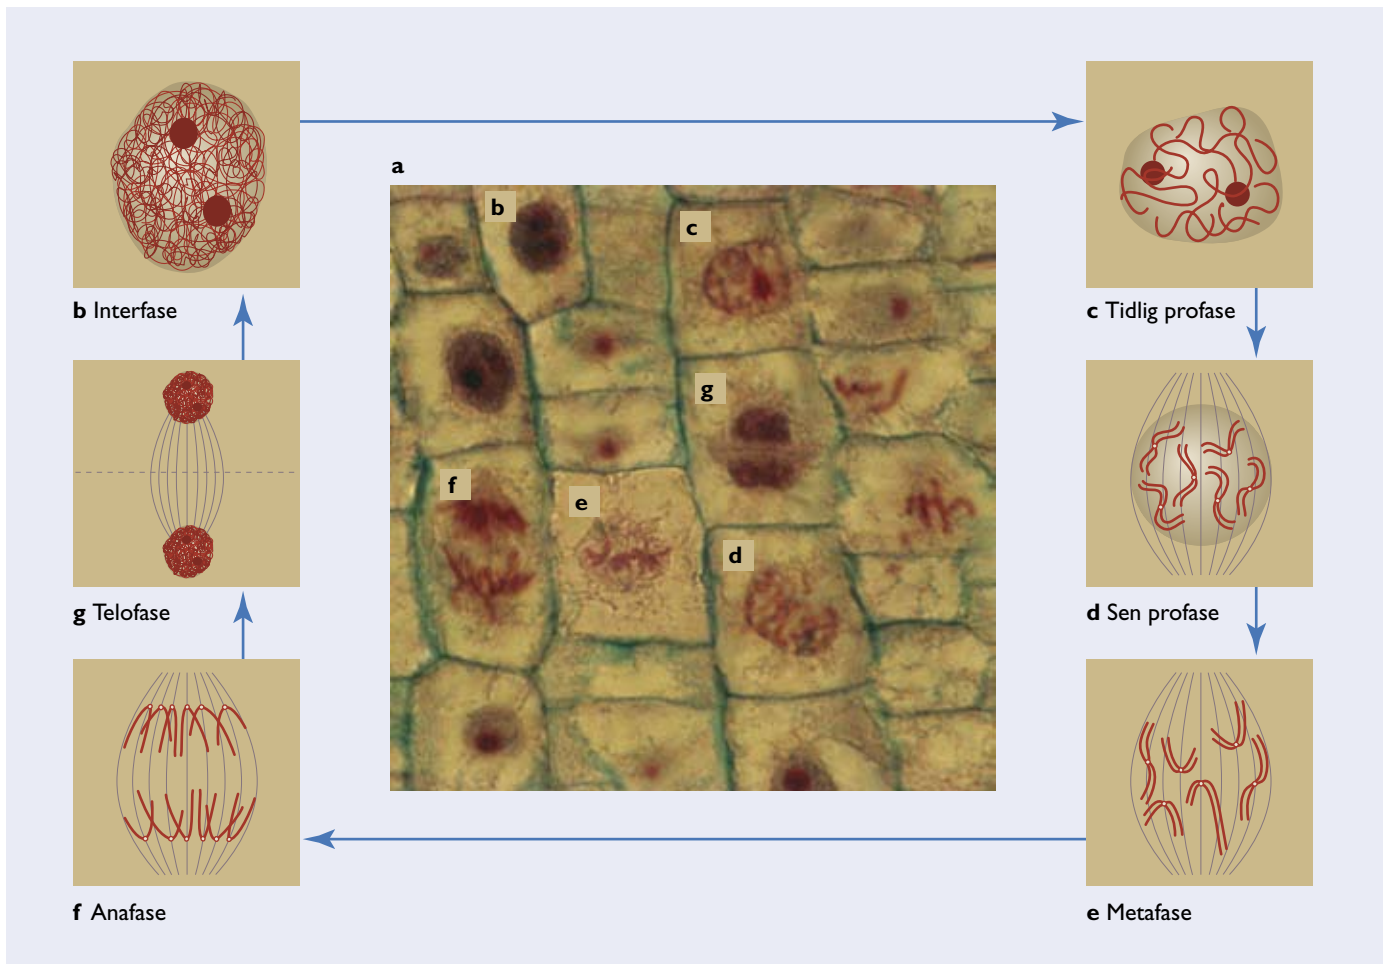 a
b
c
g
f
e
d
b Interfase
c Tidlig profase
g Telofase
d Sen profase
f Anafase
e Metafase